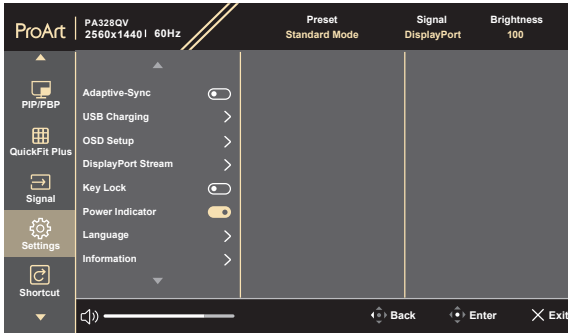 ProArt
PA328QV
2560x1440 60Hz
Preset
Standard Mode
Signal
DisplayPort
Brightness
100
PIP/PBP
QuickFit Plus
Signal
Settings
Shortcut
Adaptive-Sync
USB Charging
OSD Setup
DisplayPort Stream
Key Lock
Power Indicator
Language
Information
Back
Enter
Exit